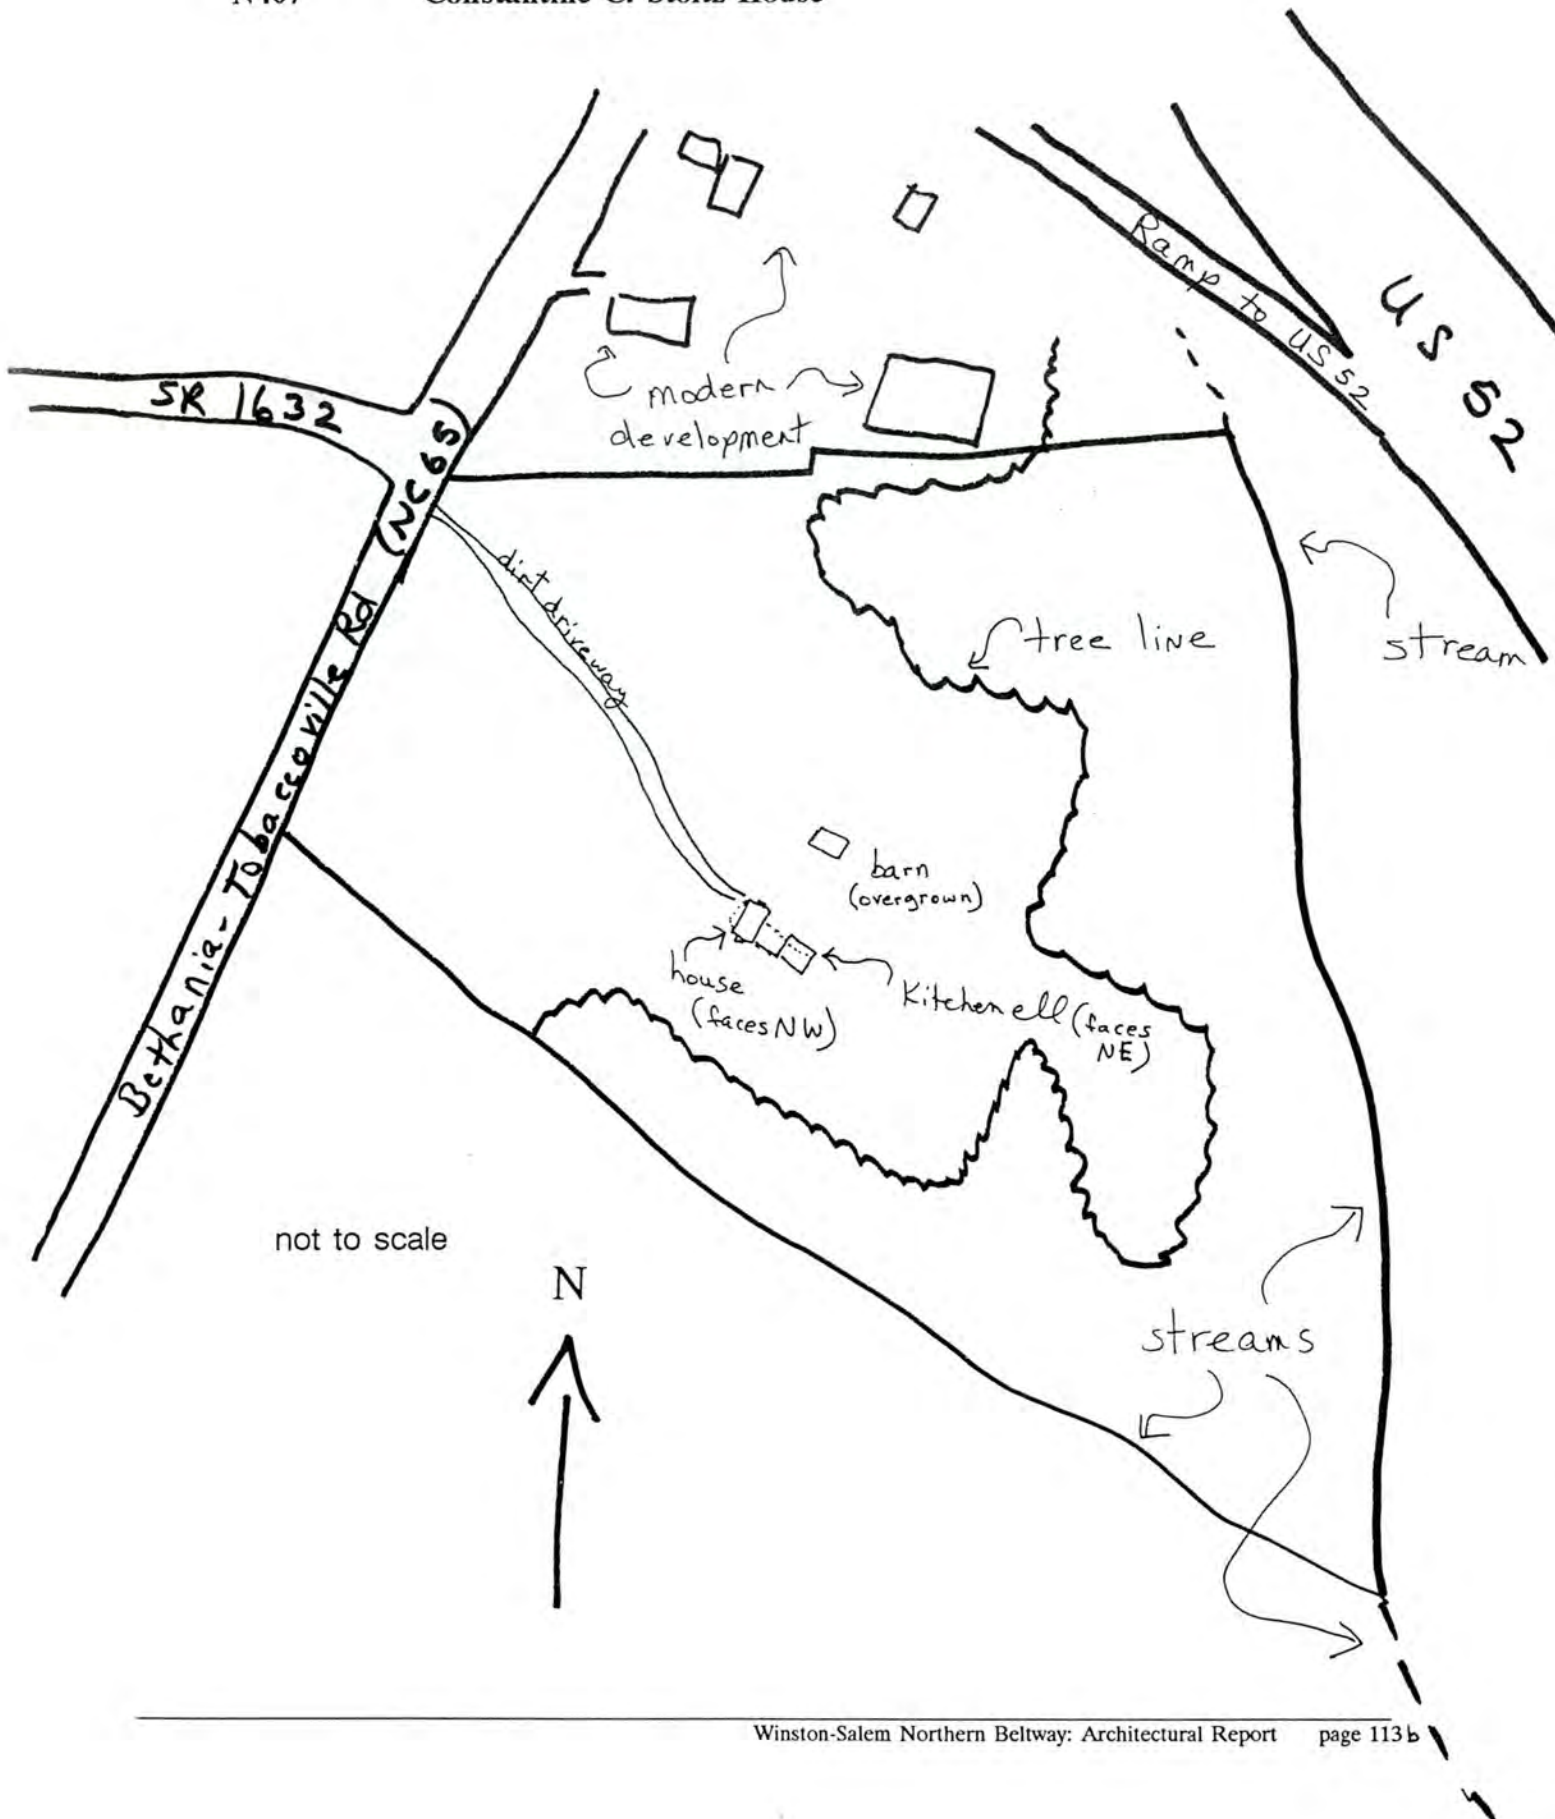 Constantine C. Stoltz House
Ramp to US 52
US 52
SR 1632
(NC 65)
modern
development
dirt driveway
tree line
stream
Bethania-Tobaccoville Rd
barn
(overgrown)
house
(faces NW)
Kitchen ell (faces
NE)
not to scale
N
streams
Winston-Salem Northern Beltway: Architectural Report page 113b